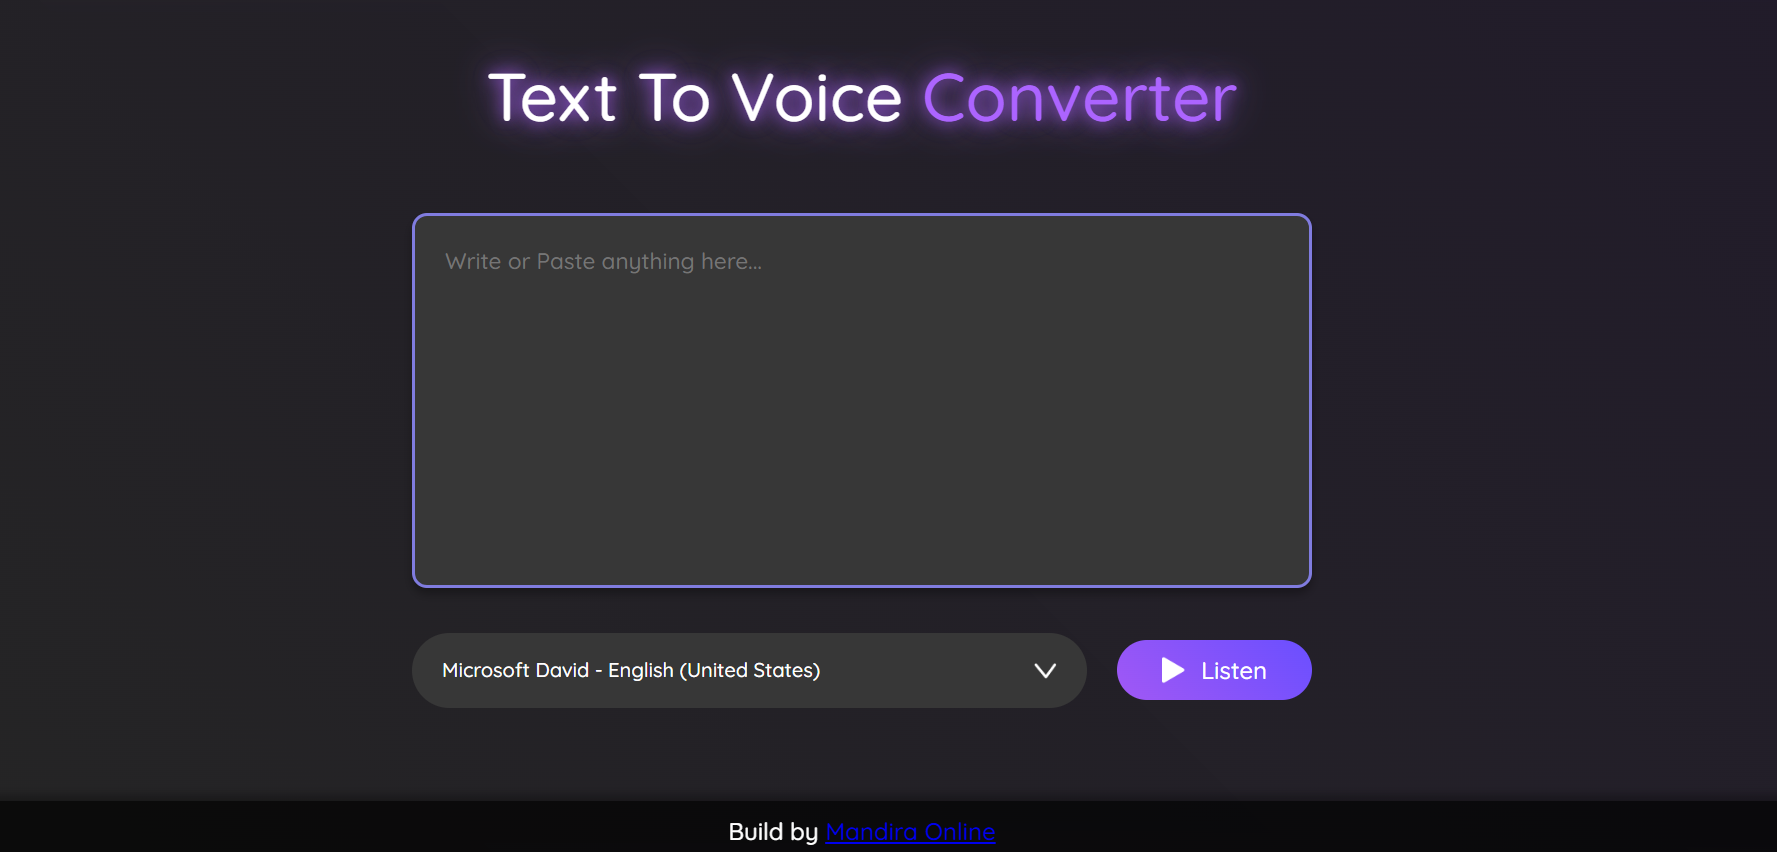 Text To Voice Converter
Write or Paste anything here...
Microsoft David - English (United States)
Listen
Build by Mandira Online